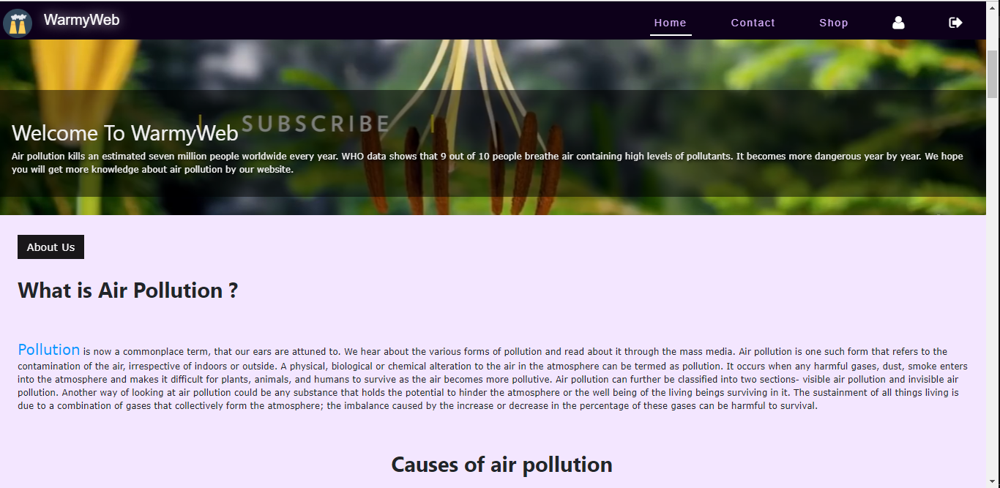 WarmyWeb
Home Contact Shop
SUBSCRIBE
Welcome To WarmyWeb
Air pollution kills an estimated seven million people worldwide every year. WHO data shows that 9 out of 10 people breathe air containing high levels of pollutants. It becomes more dangerous year by year. We hope
you will get more knowledge about air pollution by our website.
About Us
What is Air Pollution ?
Pollution is now a commonplace term, that our ears are attuned to. We hear about the various forms of pollution and read about it through the mass media. Air pollution is one such form that refers to the
contamination of the air, irrespective of indoors or outside. A physical, biological or chemical alteration to the air in the atmosphere can be termed as pollution. It occurs when any harmful gases, dust, smoke enters
into the atmosphere and makes it difficult for plants, animals, and humans to survive as the air becomes more pollutive. Air pollution can further be classified into two sections- visible air pollution and invisible air
pollution. Another way of looking at air pollution could be any substance that holds the potential to hinder the atmosphere or the well being of the living beings surviving in it. The sustainment of all things living is
due to a combination of gases that collectively form the atmosphere; the imbalance caused by the increase or decrease in the percentage of these gases can be harmful to survival.
Causes of air pollution